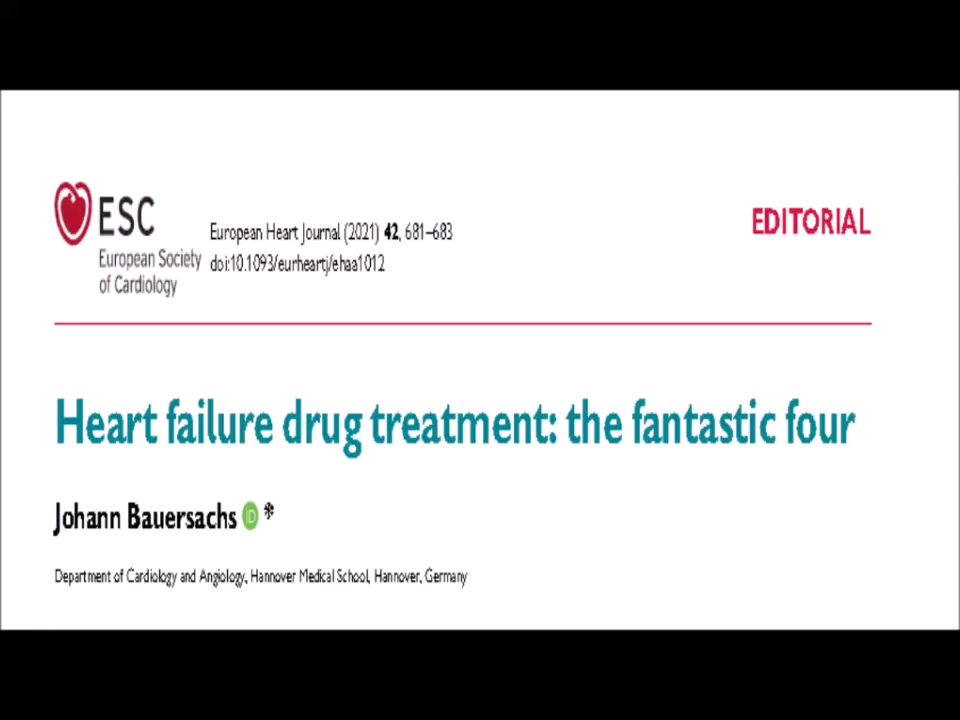 ESC
European Society
of Cardiology
European Heart Journal (2021) 42, 681–683
doi:10.1093/eurheartj/ehaa1012
EDITORIAL
Heart failure drug treatment: the fantastic four
Johann Bauersachs iD *
Department of Cardiology and Angiology, Hannover Medical School, Hannover, Germany